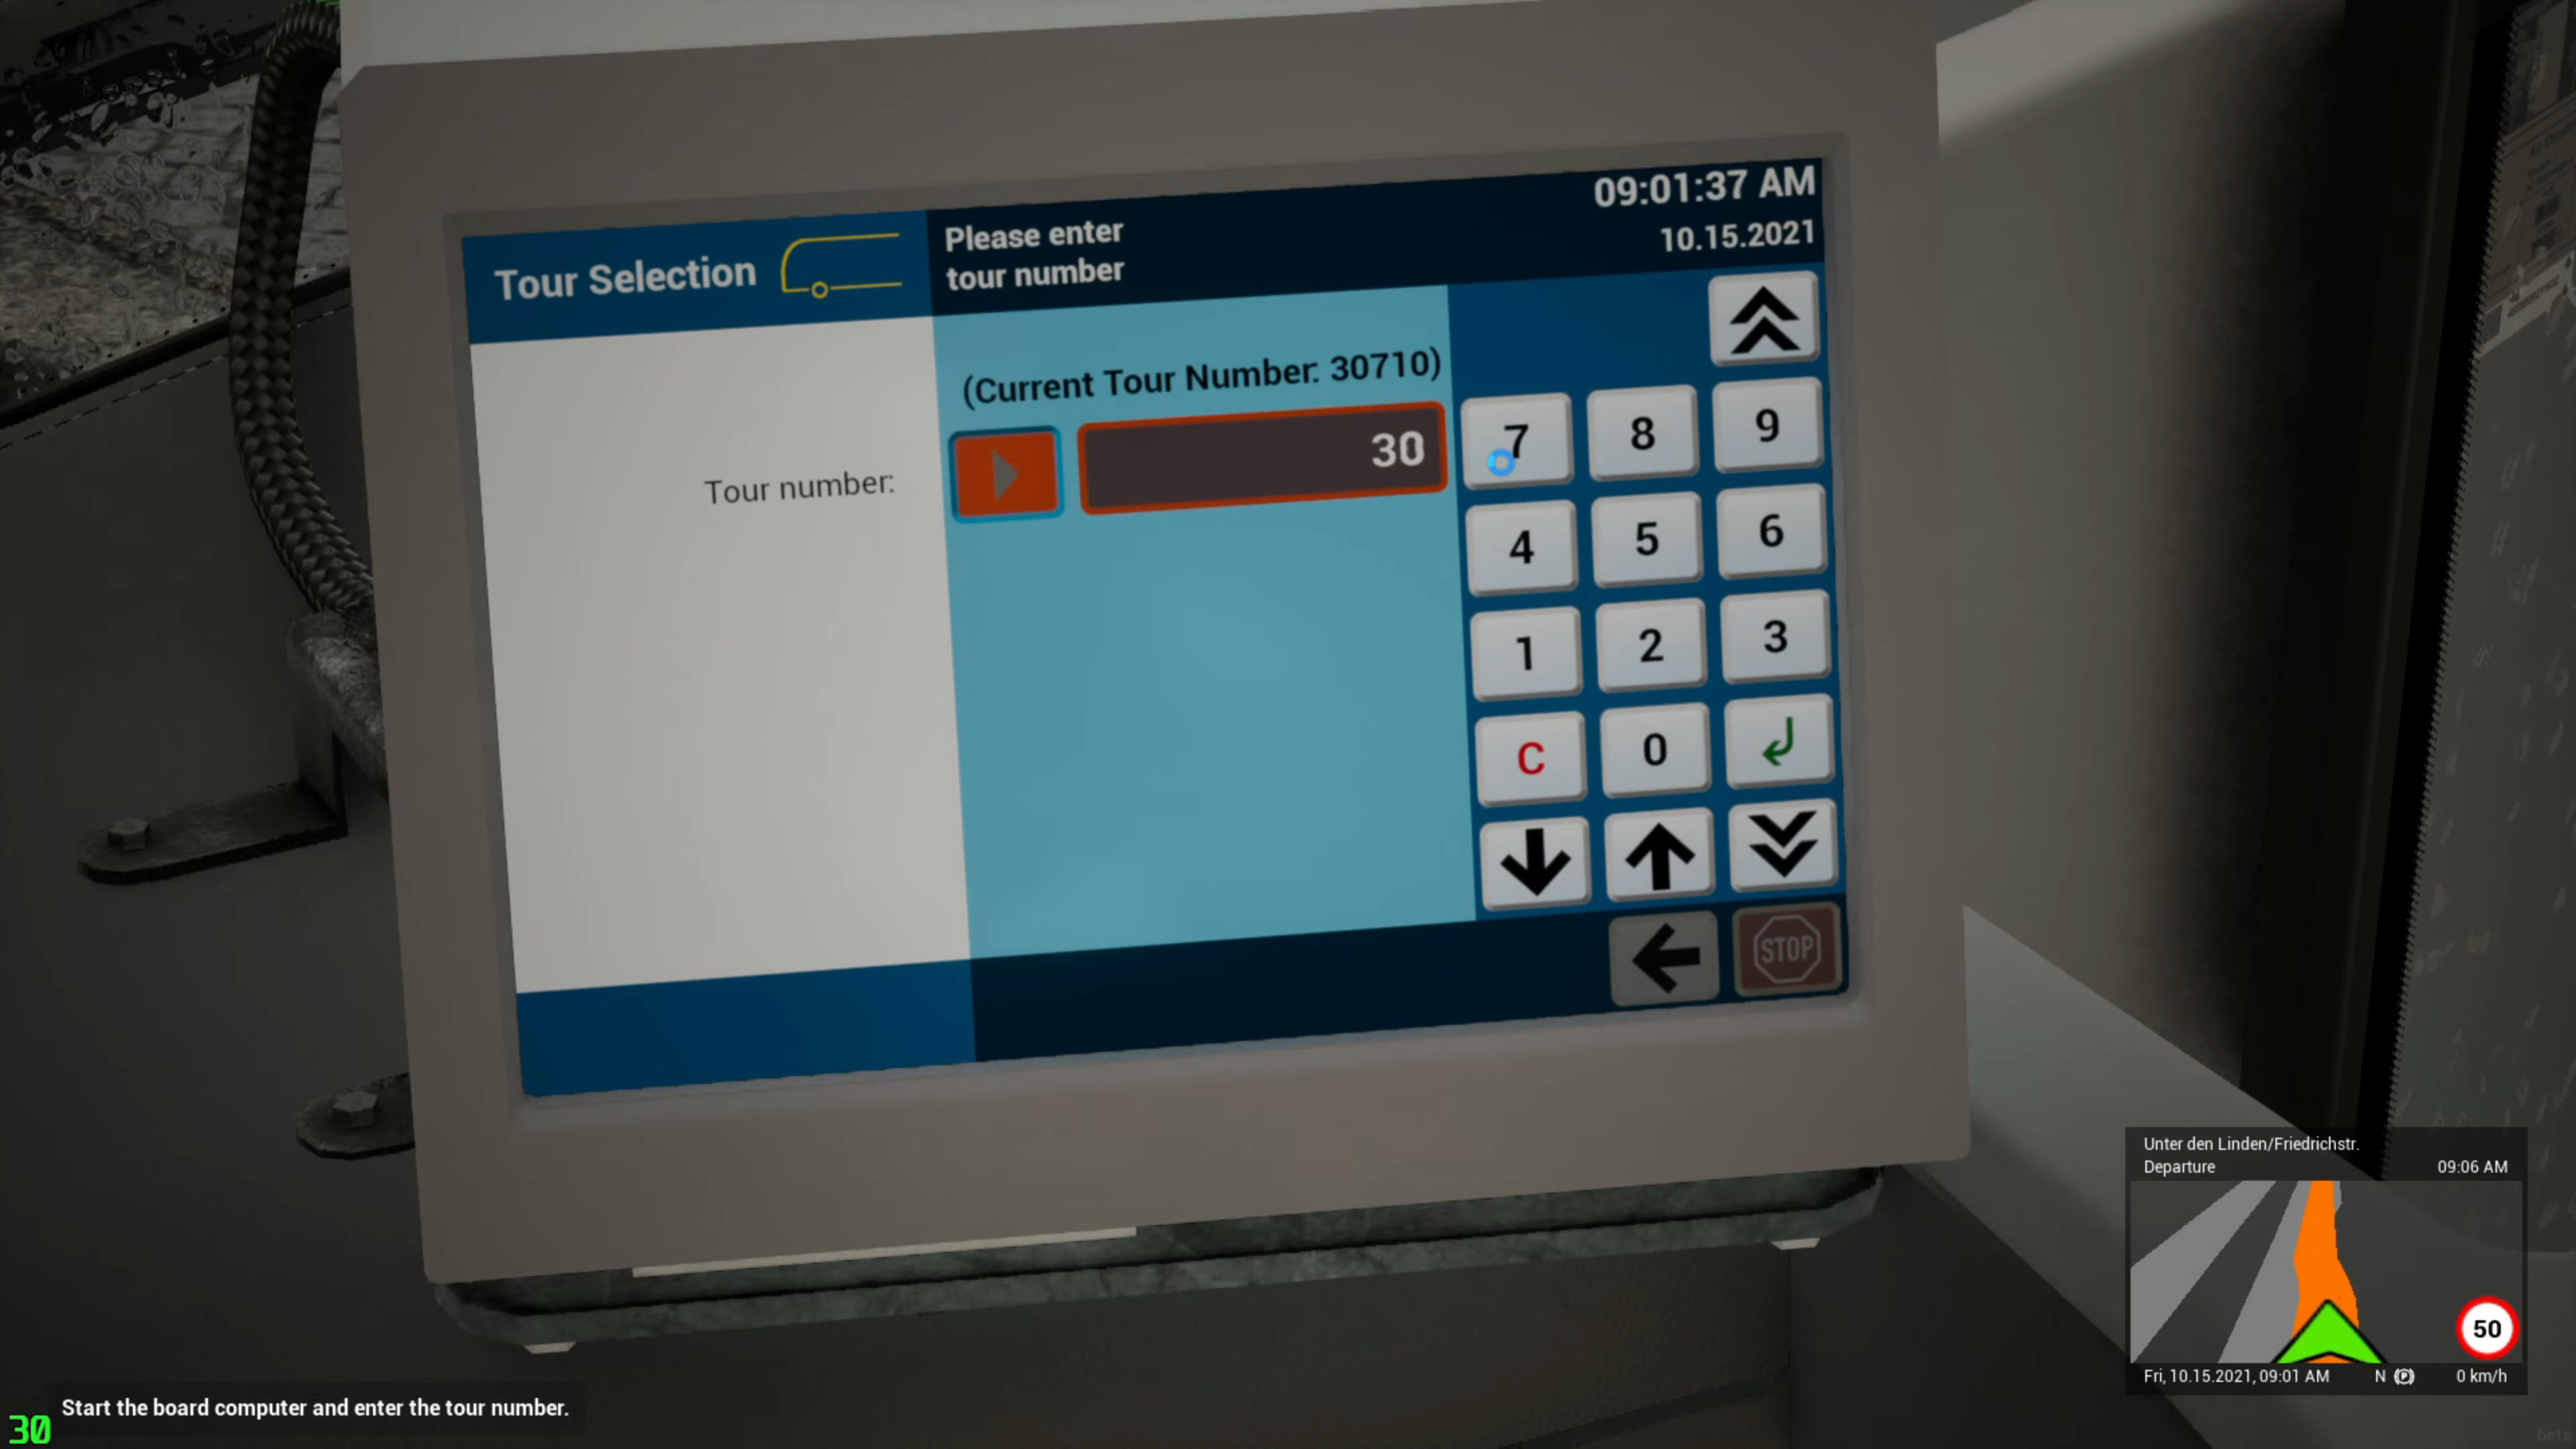 09:01:37 AM
10.15.2021
Tour Selection
Please enter
tour number
(Current Tour Number: 30710)
Tour number:
30
7 8 9
4 5 6
1 2 3
C 0
STOP
Unter den Linden/Friedrichstr.
Departure 09:06 AM
50
Fri, 10.15.2021, 09:01 AM N (P) 0 km/h
Start the board computer and enter the tour number.
30
beta